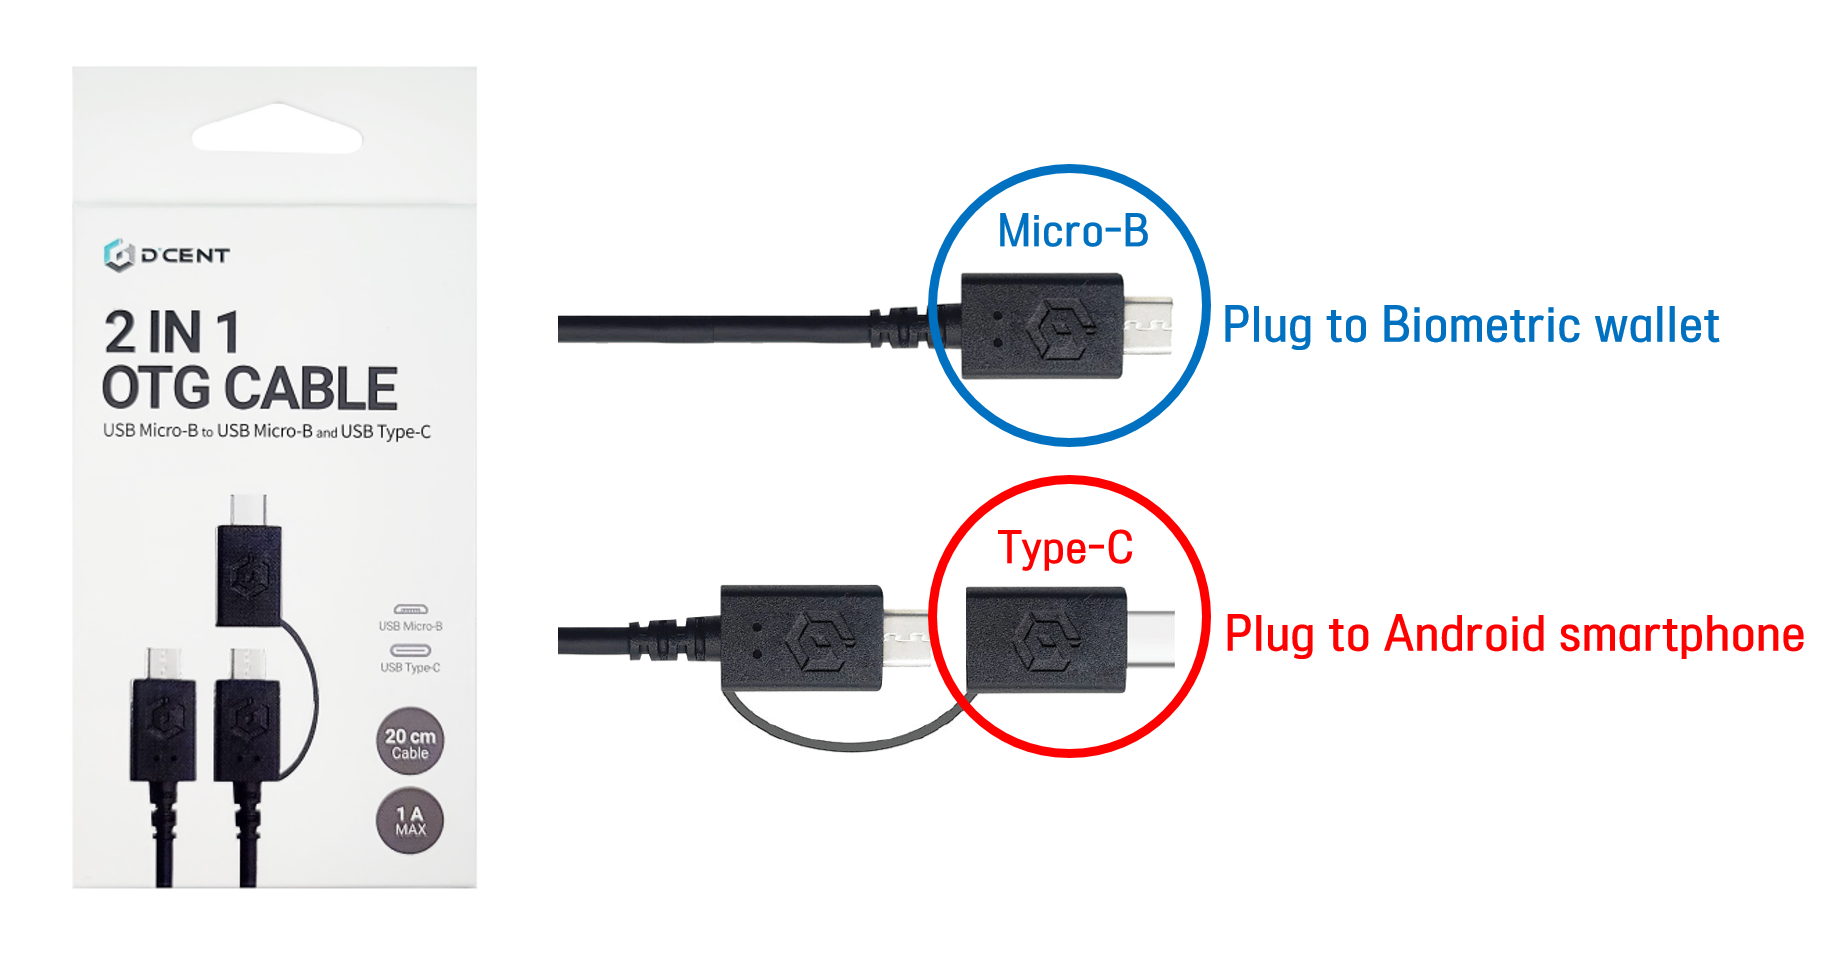 D'CENT
2 IN 1
OTG CABLE
USB Micro-B to USB Micro-B and USB Type-C
USB Micro-B
USB Type-C
20 cm
Cable
1 A
MAX
Micro-B
Plug to Biometric wallet
Type-C
Plug to Android smartphone